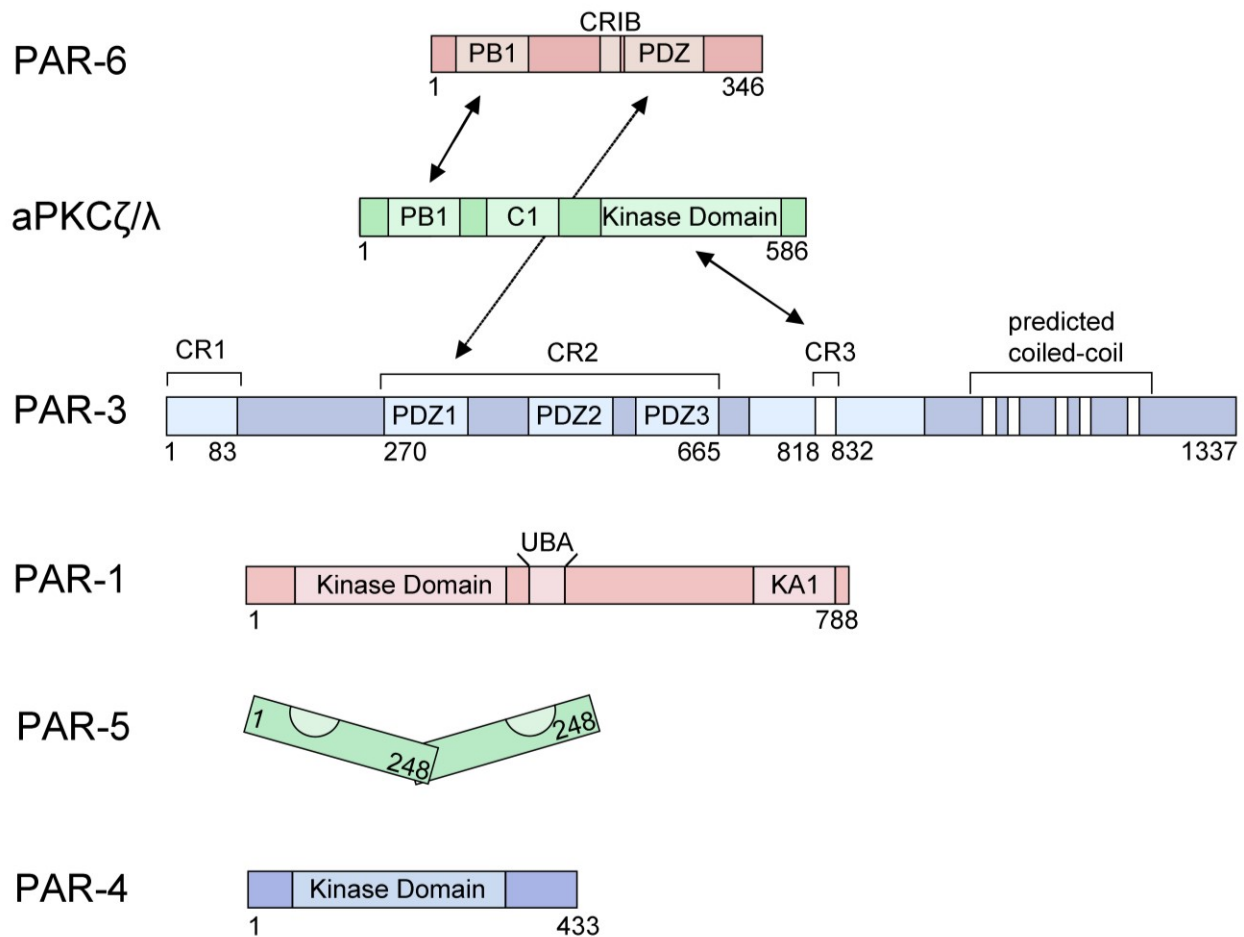 CRIB
PAR-6
PB1
PDZ
1
346
aPKCζ/λ
PB1
C1
Kinase Domain
1
586
predicted
coiled-coil
CR1
CR2
CR3
PAR-3
PDZ1
PDZ2
PDZ3
1
83
270
665
818
832
1337
UBA
PAR-1
Kinase Domain
KA1
1
788
PAR-5
1
248
248
PAR-4
Kinase Domain
1
433